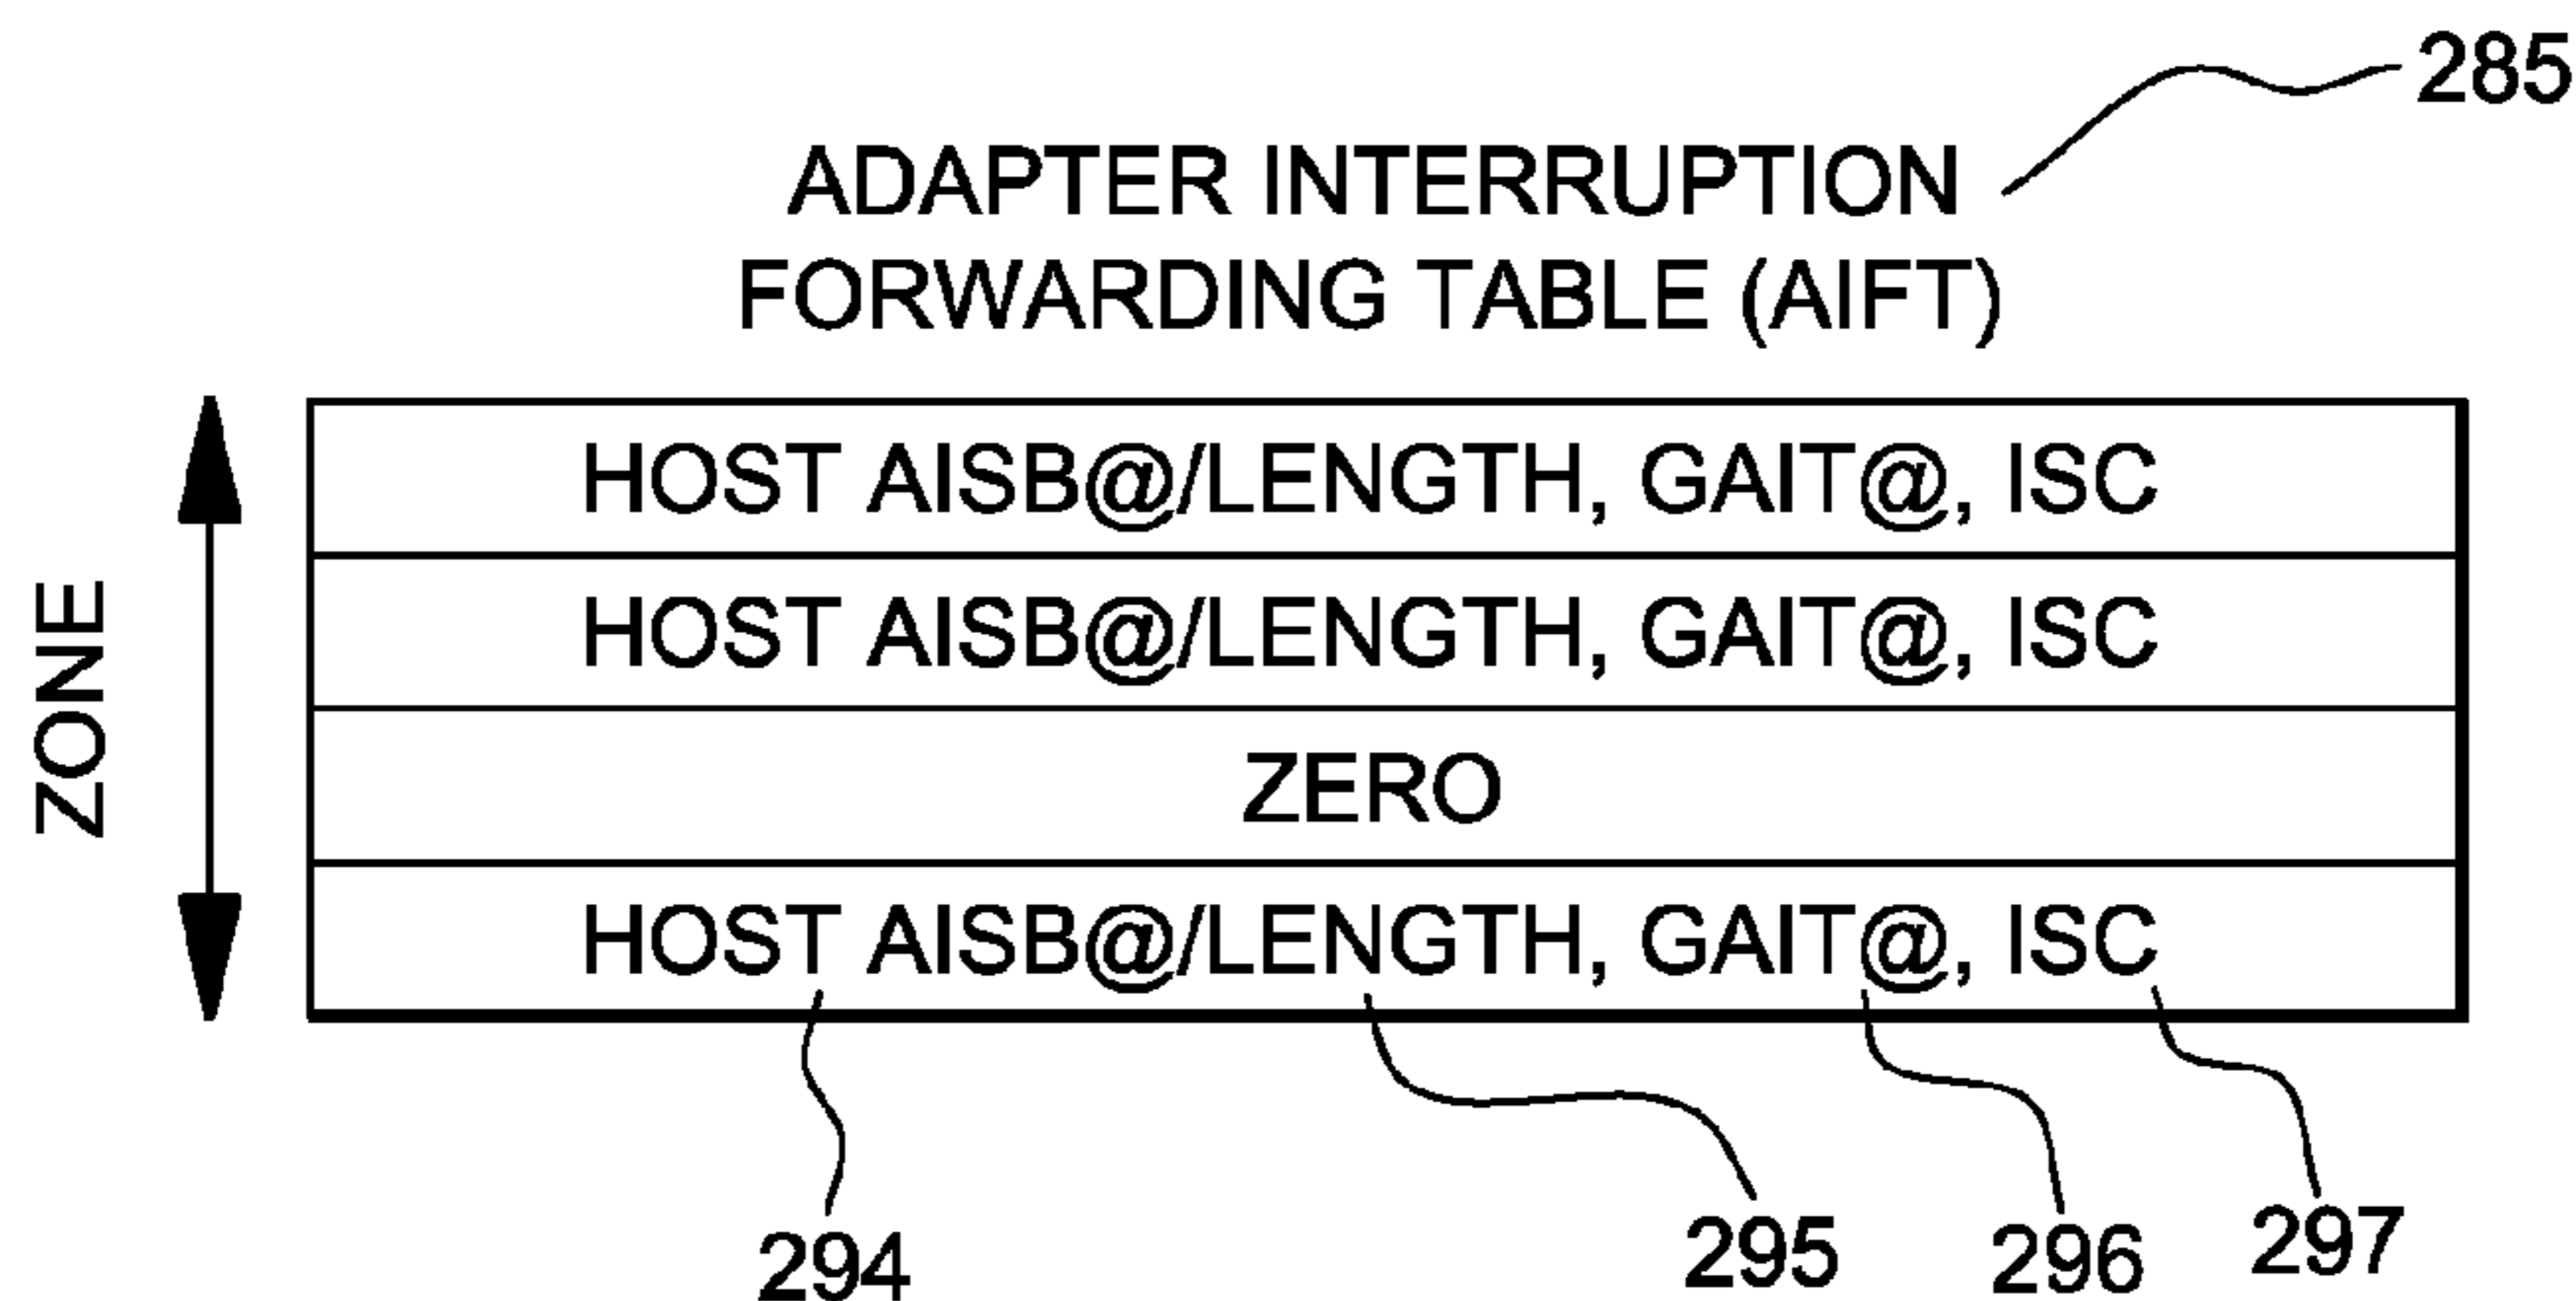 285
ADAPTER INTERRUPTION
FORWARDING TABLE (AIFT)
ZONE
HOST AISB@/LENGTH, GAIT@, ISC
HOST AISB@/LENGTH, GAIT@, ISC
ZERO
HOST AISB@/LENGTH, GAIT@, ISC
294
295
296
297